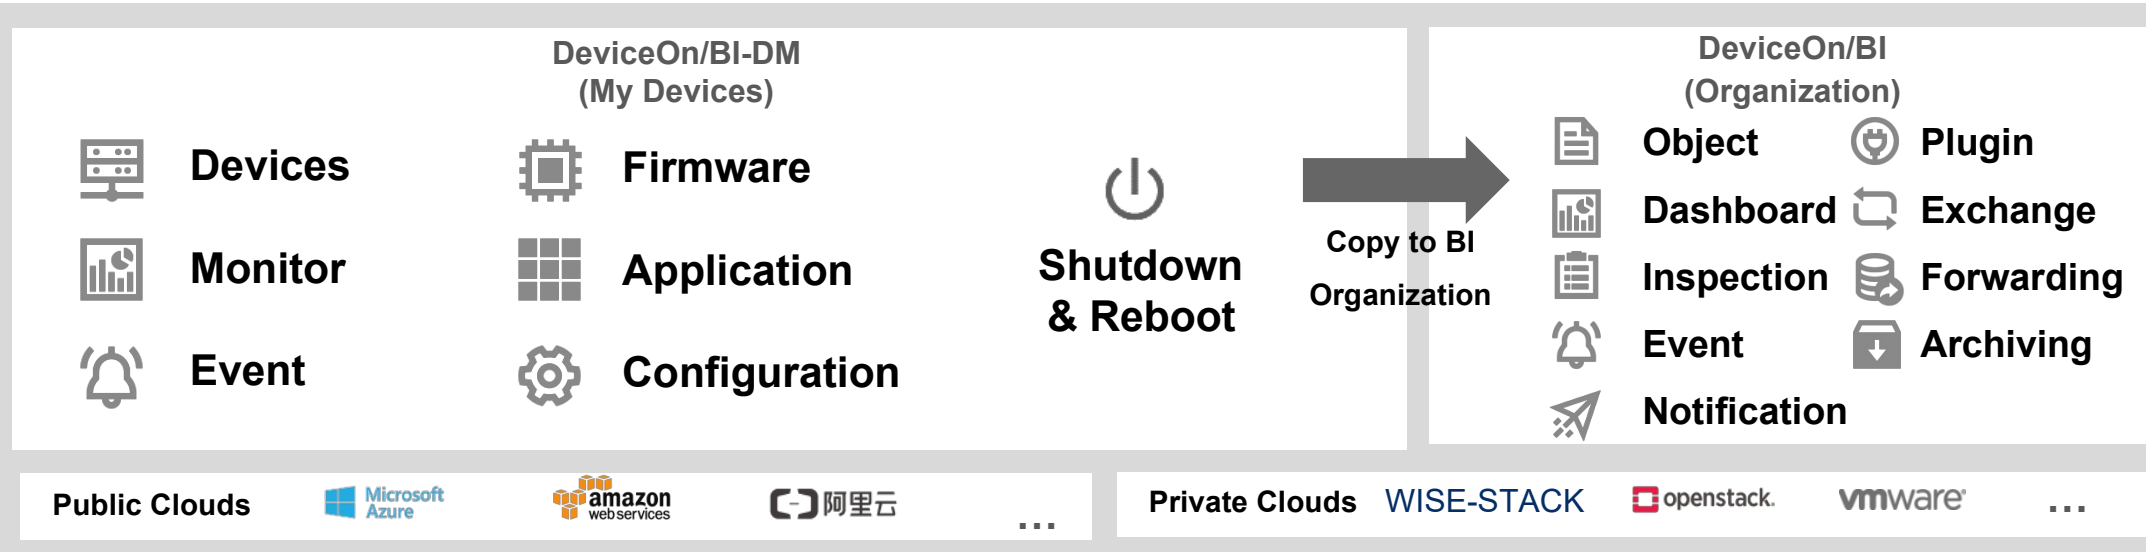 DeviceOn/BI-DM
(My Devices)
Devices
Monitor
Event
Firmware
Application
Configuration
Shutdown
& Reboot
Copy to BI
Organization
DeviceOn/BI
(Organization)
Object
Dashboard
Inspection
Event
Notification
Plugin
Exchange
Forwarding
Archiving
Public Clouds
Microsoft
Azure
amazon
webservices
阿里云
...
Private Clouds
WISE-STACK
openstack.
vmware
...